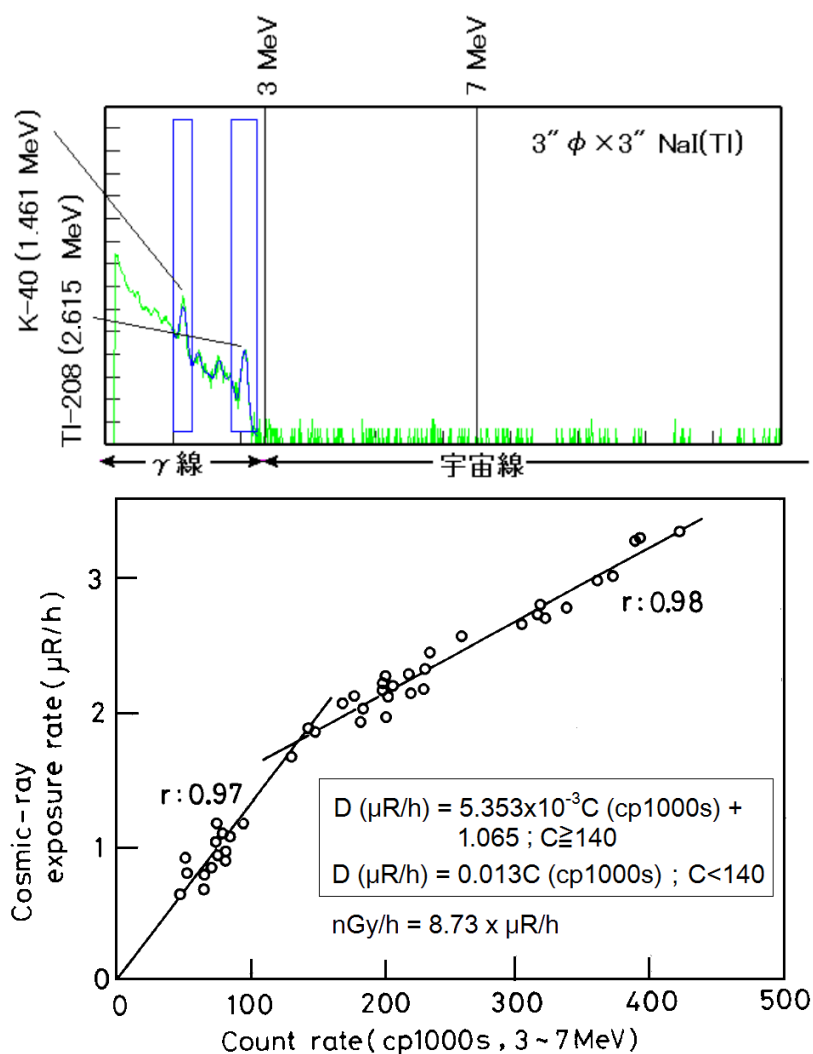 3 MeV
7 MeV
K-40 (1.461 MeV)
Tl-208 (2.615 MeV)
3″ φ × 3″ NaI(Tl)
γ 線
宇宙線
Cosmic-ray
exposure rate (μR/h)
3
2
1
0
r:0.98
r:0.97
D (μR/h) = 5.353x10⁻³C (cp1000s) +
1.065 ; C≧140
D (μR/h) = 0.013C (cp1000s) ; C<140
nGy/h = 8.73 x μR/h
0 100 200 300 400 500
Count rate (cp1000s, 3~7MeV)